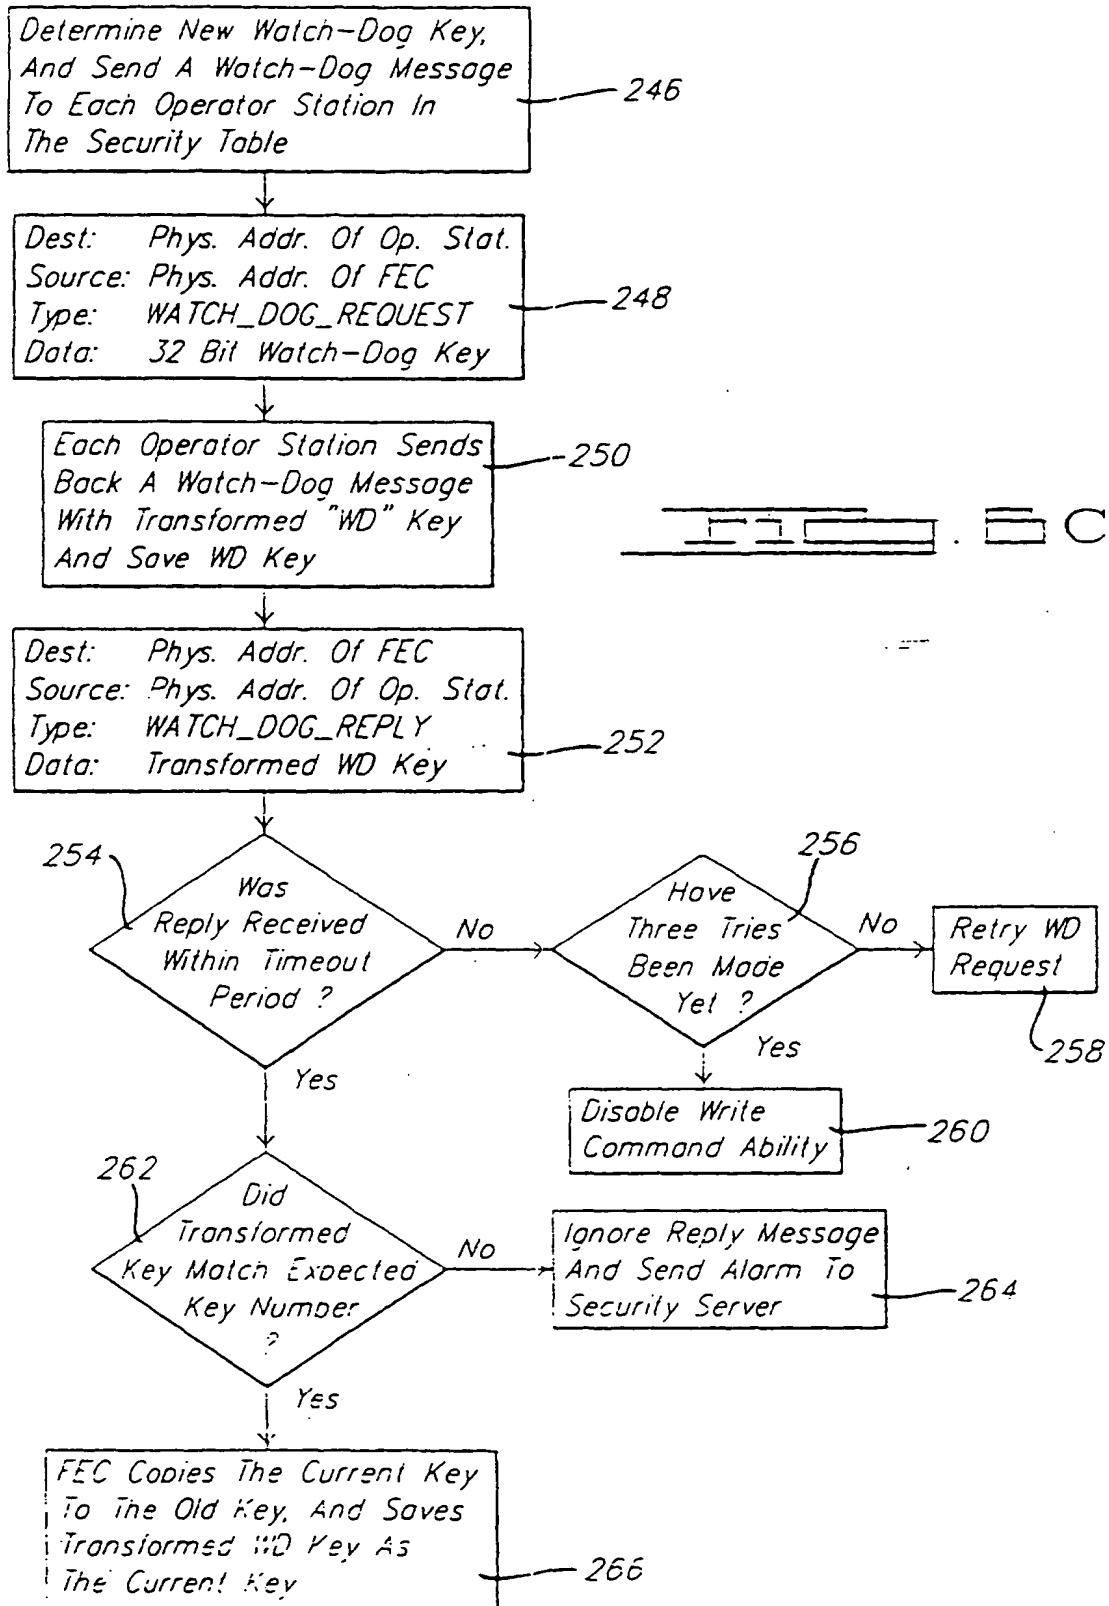 Determine New Watch-Dog Key,
And Send A Watch-Dog Message
To Each Operator Station In
The Security Table
246
Dest: Phys. Addr. Of Op. Stat.
Source: Phys. Addr. Of FEC
Type: WATCH_DOG_REQUEST
Data: 32 Bit Watch-Dog Key
248
Each Operator Station Sends
Back A Watch-Dog Message
With Transformed "WD" Key
And Save WD Key
250
Dest: Phys. Addr. Of FEC
Source: Phys. Addr. Of Op. Stat.
Type: WATCH_DOG_REPLY
Data: Transformed WD Key
252
254
Was
Reply Received
Within Timeout
Period ?
No
Yes
256
Have
Three Tries
Been Made
Yet ?
No
Yes
Retry WD
Request
258
Disable Write
Command Ability
260
262
Did
Transformed
Key Match Expected
Key Number
?
No
Yes
Ignore Reply Message
And Send Alarm To
Security Server
264
FEC Copies The Current Key
To The Old Key, And Saves
Transformed WD Key As
The Current Key
266